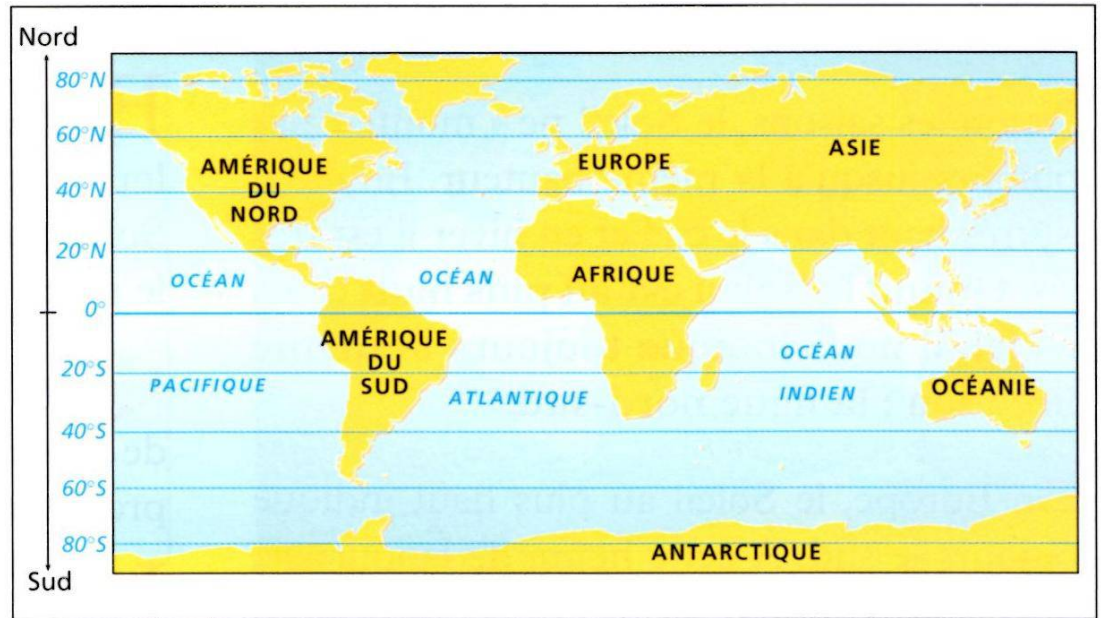 Nord
80°N
60°N
40°N
20°N
0°
20°S
40°S
60°S
80°S
Sud
AMÉRIQUE
DU
NORD
EUROPE
ASIE
OCÉAN
OCÉAN
AFRIQUE
AMÉRIQUE
DU
SUD
PACIFIQUE
ATLANTIQUE
OCÉAN
INDIEN
OCÉANIE
ANTARCTIQUE